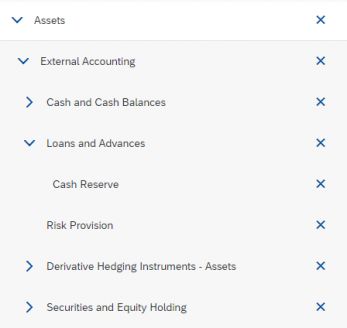 Assets
External Accounting
Cash and Cash Balances
Loans and Advances
Cash Reserve
Risk Provision
Derivative Hedging Instruments - Assets
Securities and Equity Holding